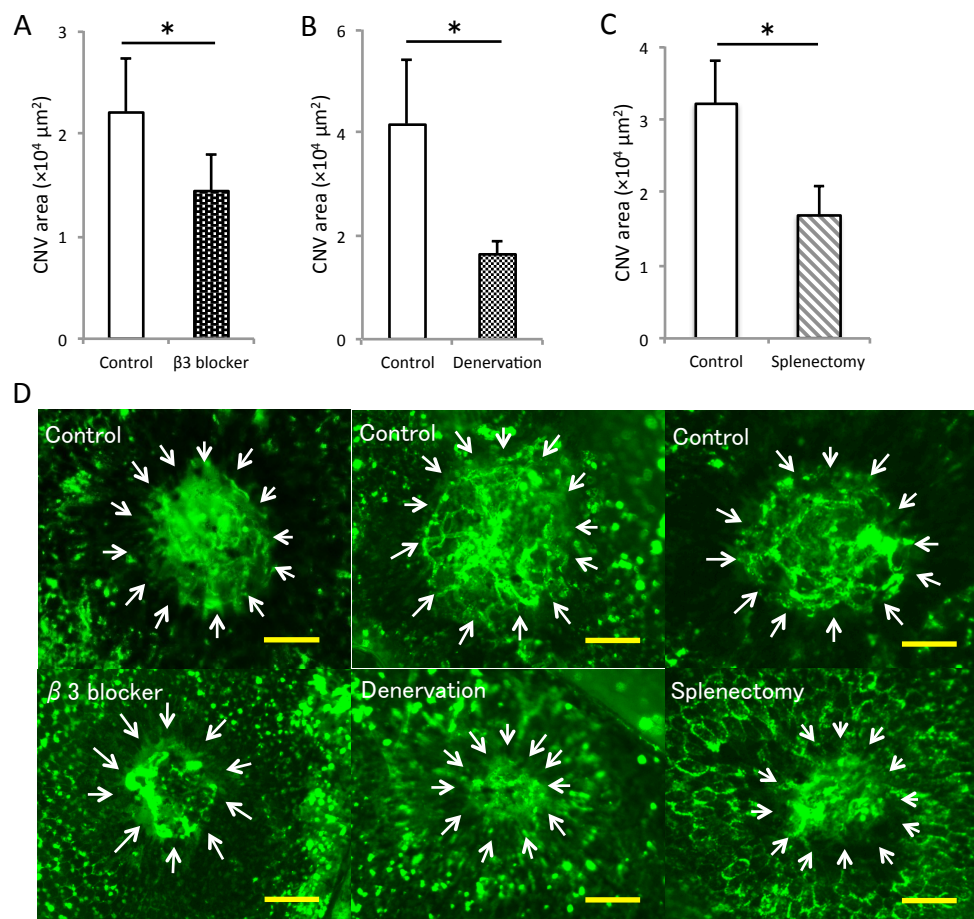 A
CNV area (×10⁴ μm²)
3
2
1
0
*
Control
β3 blocker
B
CNV area (×10⁴ μm²)
6
4
2
0
*
Control
Denervation
C
CNV area (×10⁴ μm²)
4
3
2
1
0
*
Control
Splenectomy
D
Control
Control
Control
β3 blocker
Denervation
Splenectomy